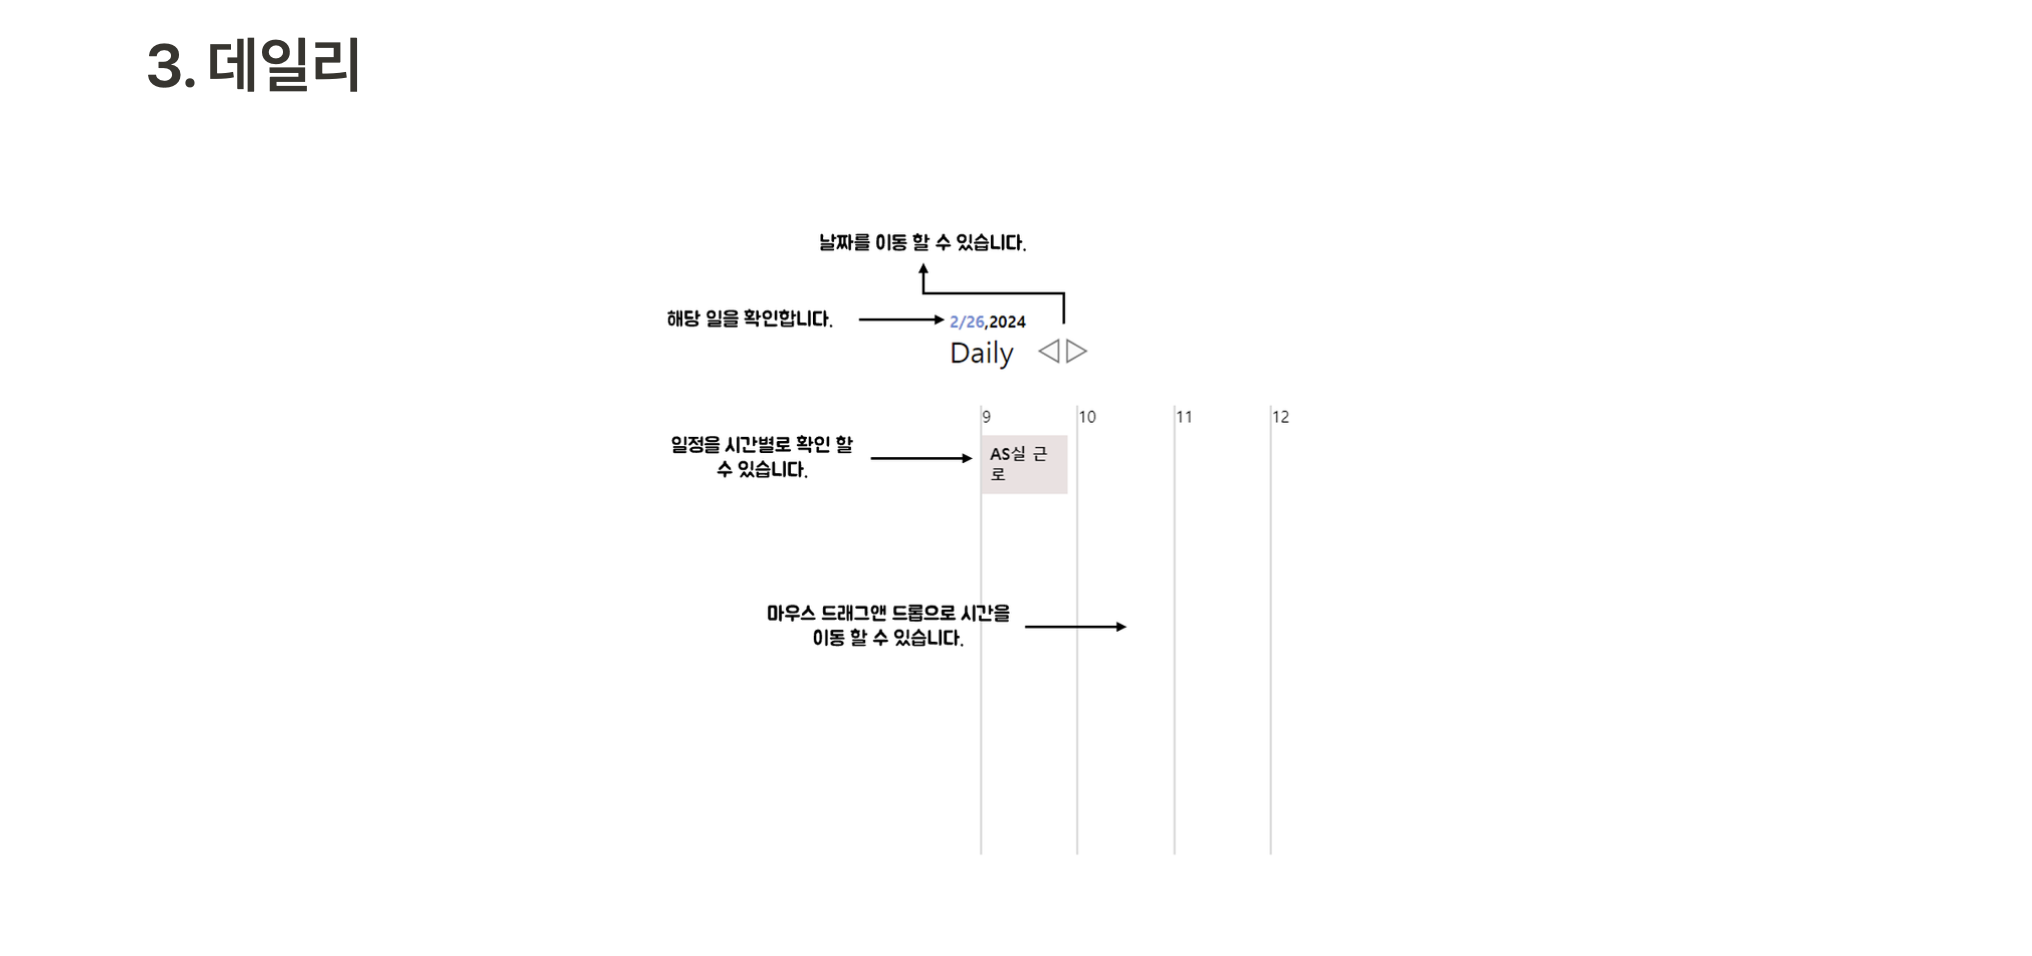 3. 데일리
날짜를 이동 할 수 있습니다.
해당 일을 확인합니다.
2/26,2024
Daily
9
10
11
12
일정을 시간별로 확인 할
수 있습니다.
AS실 근
로
마우스 드래그앤 드롭으로 시간을
이동 할 수 있습니다.